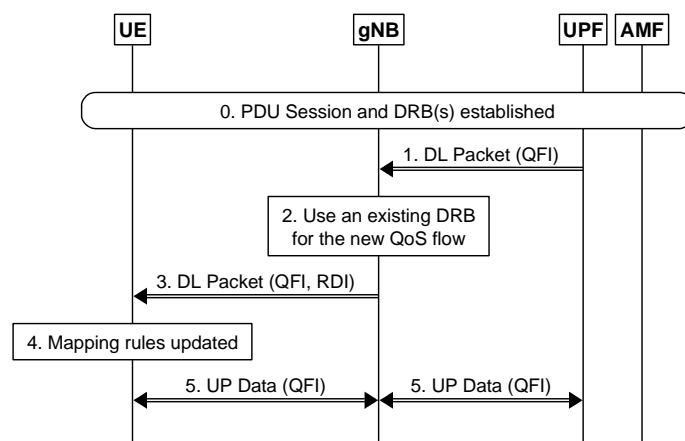 UE
gNB
UPF
AMF
0. PDU Session and DRB(s) established
1. DL Packet (QFI)
2. Use an existing DRB
for the new QoS flow
3. DL Packet (QFI, RDI)
4. Mapping rules updated
5. UP Data (QFI)
5. UP Data (QFI)